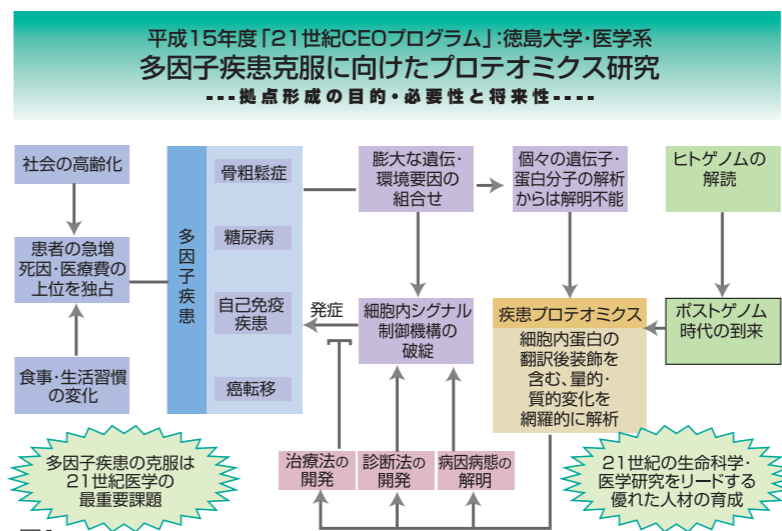 平成15年度「21世紀CEOプログラム」:徳島大学・医学系
多因子疾患克服に向けたプロテオミクス研究
---拠点形成の目的・必要性と将来性----
社会の高齢化
患者の急増
死因・医療費の
上位を独占
食事・生活習慣
の変化
多因子疾患
骨粗鬆症
糖尿病
自己免疫
疾患
癌転移
膨大な遺伝・
環境要因の
組合せ
個々の遺伝子・
蛋白分子の解析
からは解明不能
ヒトゲノムの
解読
発症
細胞内シグナル
制御機構の
破綻
疾患プロテオミクス
細胞内蛋白の
翻訳後装飾を
含む、量的・
質的変化を
網羅的に解析
ポストゲノム
時代の到来
治療法の
開発
診断法の
開発
病因病態の
解明
多因子疾患の克服は
21世紀医学の
最重要課題
21世紀の生命科学・
医学研究をリードする
優れた人材の育成